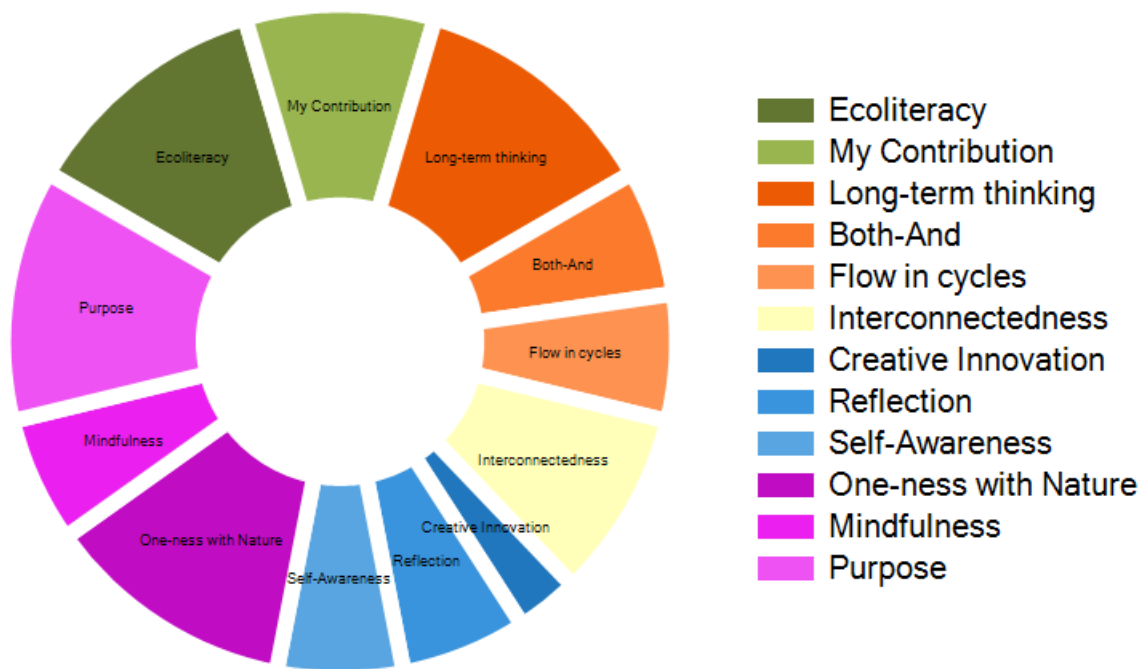 My Contribution
Ecoliteracy
Long-term thinking
Both-And
Purpose
Flow in cycles
Mindfulness
Interconnectedness
Creative Innovation
One-ness with Nature
Reflection
Self-Awareness
Ecoliteracy
My Contribution
Long-term thinking
Both-And
Flow in cycles
Interconnectedness
Creative Innovation
Reflection
Self-Awareness
One-ness with Nature
Mindfulness
Purpose